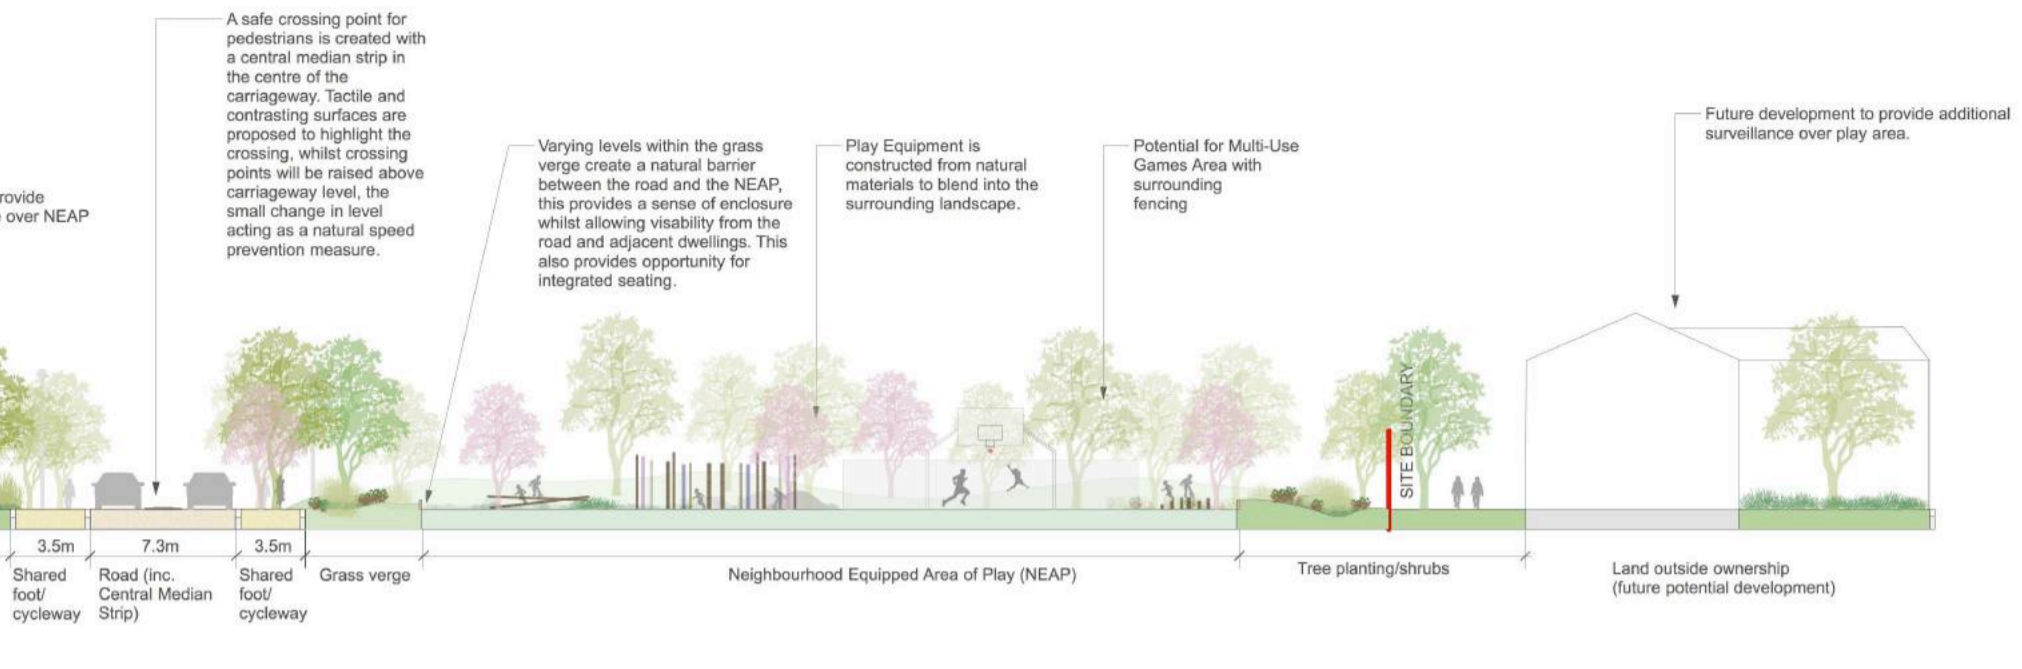 A safe crossing point for
pedestrians is created with
a central median strip in
the centre of the
carriageway. Tactile and
contrasting surfaces are
proposed to highlight the
crossing, whilst crossing
points will be raised above
carriageway level, the
small change in level
acting as a natural speed
prevention measure.
rovide
over NEAP
Varying levels within the grass
verge create a natural barrier
between the road and the NEAP,
this provides a sense of enclosure
whilst allowing visability from the
road and adjacent dwellings. This
also provides opportunity for
integrated seating.
Play Equipment is
constructed from natural
materials to blend into the
surrounding landscape.
Potential for Multi-Use
Games Area with
surrounding
fencing
Future development to provide additional
surveillance over play area.
SITE BOUNDARY
3.5m
7.3m
3.5m
Shared
foot/
cycleway
Road (inc.
Central Median
Strip)
Shared
foot/
cycleway
Grass verge
Neighbourhood Equipped Area of Play (NEAP)
Tree planting/shrubs
Land outside ownership
(future potential development)